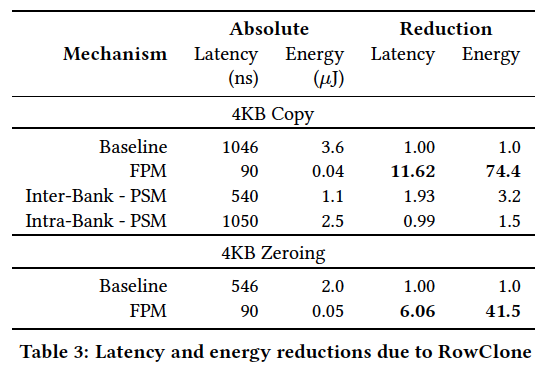 Absolute Reduction
Mechanism Latency Energy Latency Energy
(ns) (μJ)
4KB Copy
Baseline 1046 3.6 1.00 1.0
FPM 90 0.04 11.62 74.4
Inter-Bank - PSM 540 1.1 1.93 3.2
Intra-Bank - PSM 1050 2.5 0.99 1.5
4KB Zeroing
Baseline 546 2.0 1.00 1.0
FPM 90 0.05 6.06 41.5
Table 3: Latency and energy reductions due to RowClone